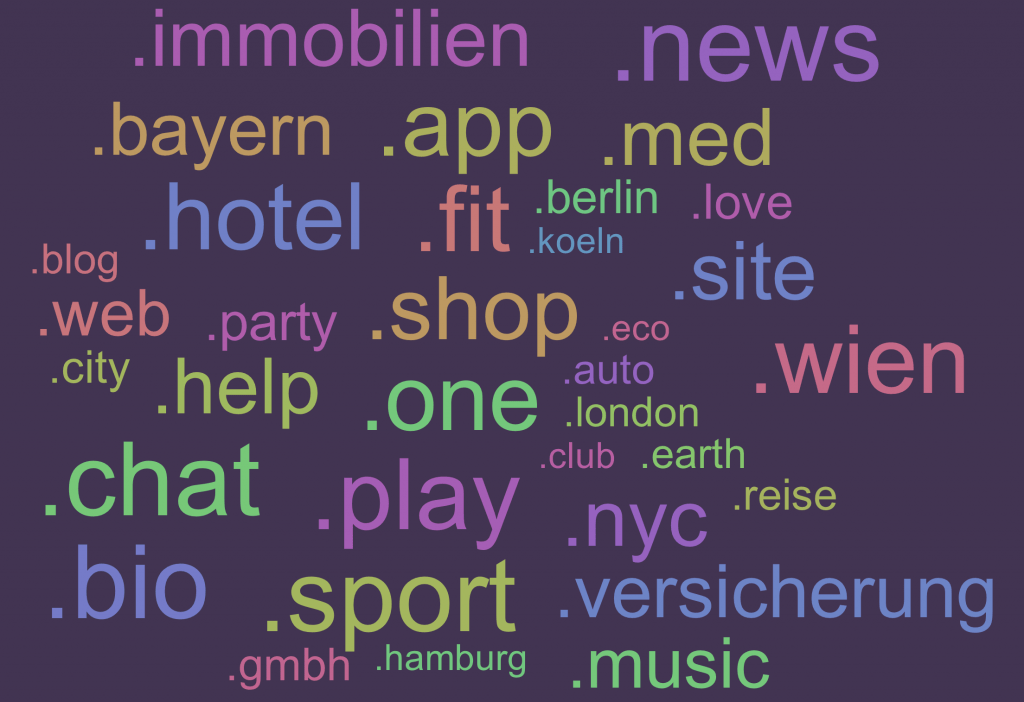 .immobilien
.news
.bayern
.app
.med
.hotel
.fit
.berlin
.love
.koeln
.blog
.site
.web
.party
.shop
.eco
.wien
.city
.help
.one
.auto
.london
.chat
.play
.club
.earth
.nyc
.reise
.bio
.sport
.versicherung
.gmbh
.hamburg
.music